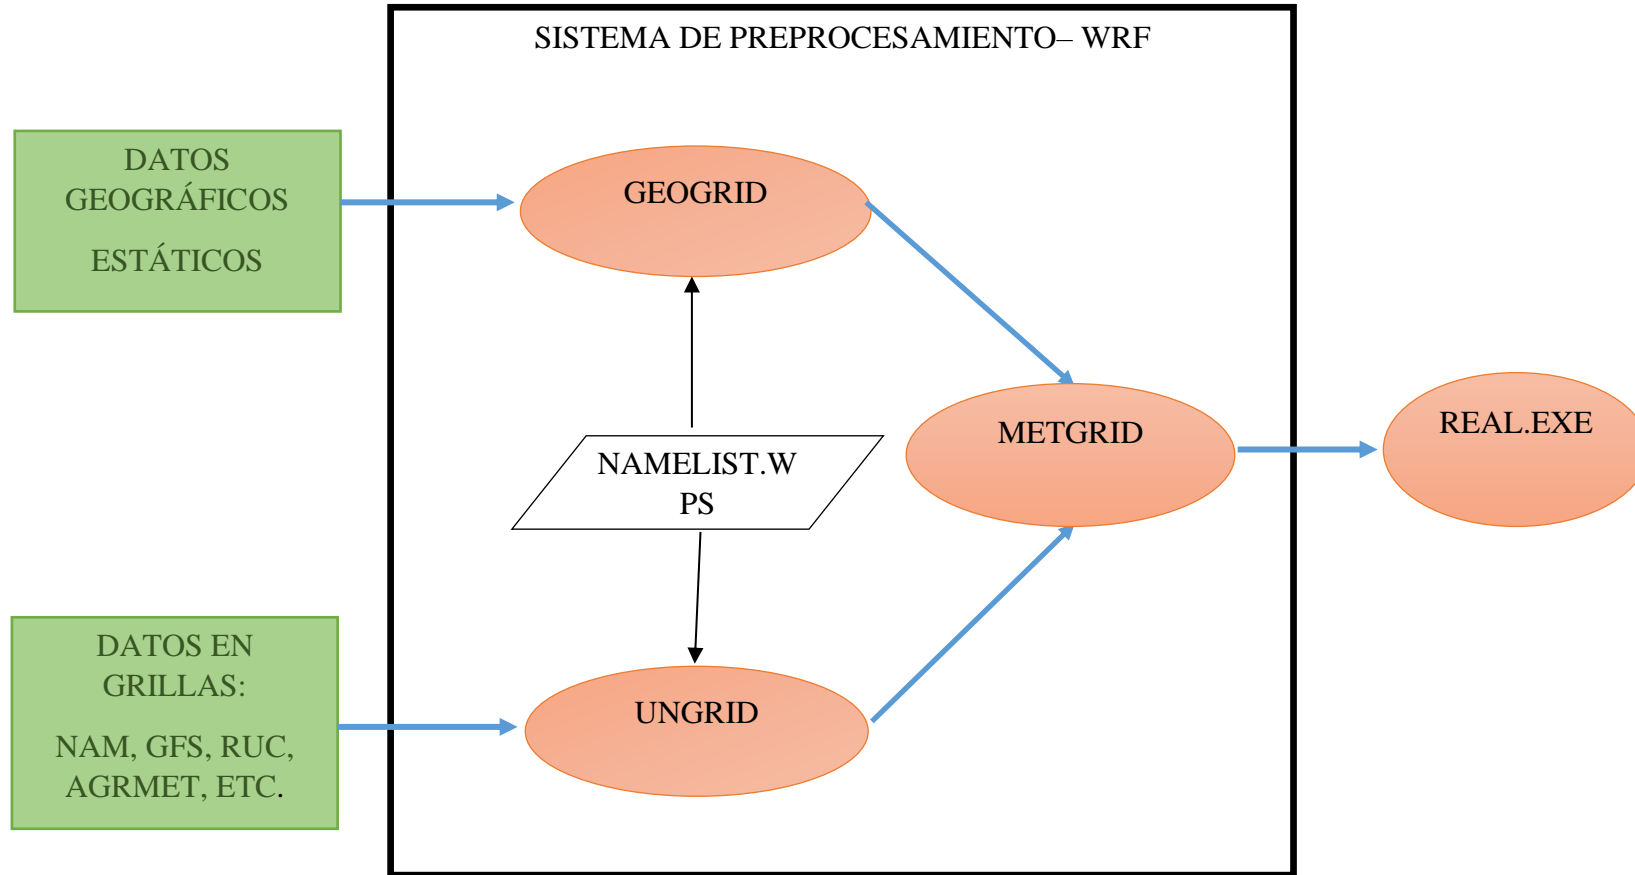 SISTEMA DE PREPROCESAMIENTO– WRF
DATOS
GEOGRÁFICOS
ESTÁTICOS
GEOGRID
METGRID
REAL.EXE
NAMELIST.W
PS
DATOS EN
GRILLAS:
NAM, GFS, RUC,
AGRMET, ETC.
UNGRID